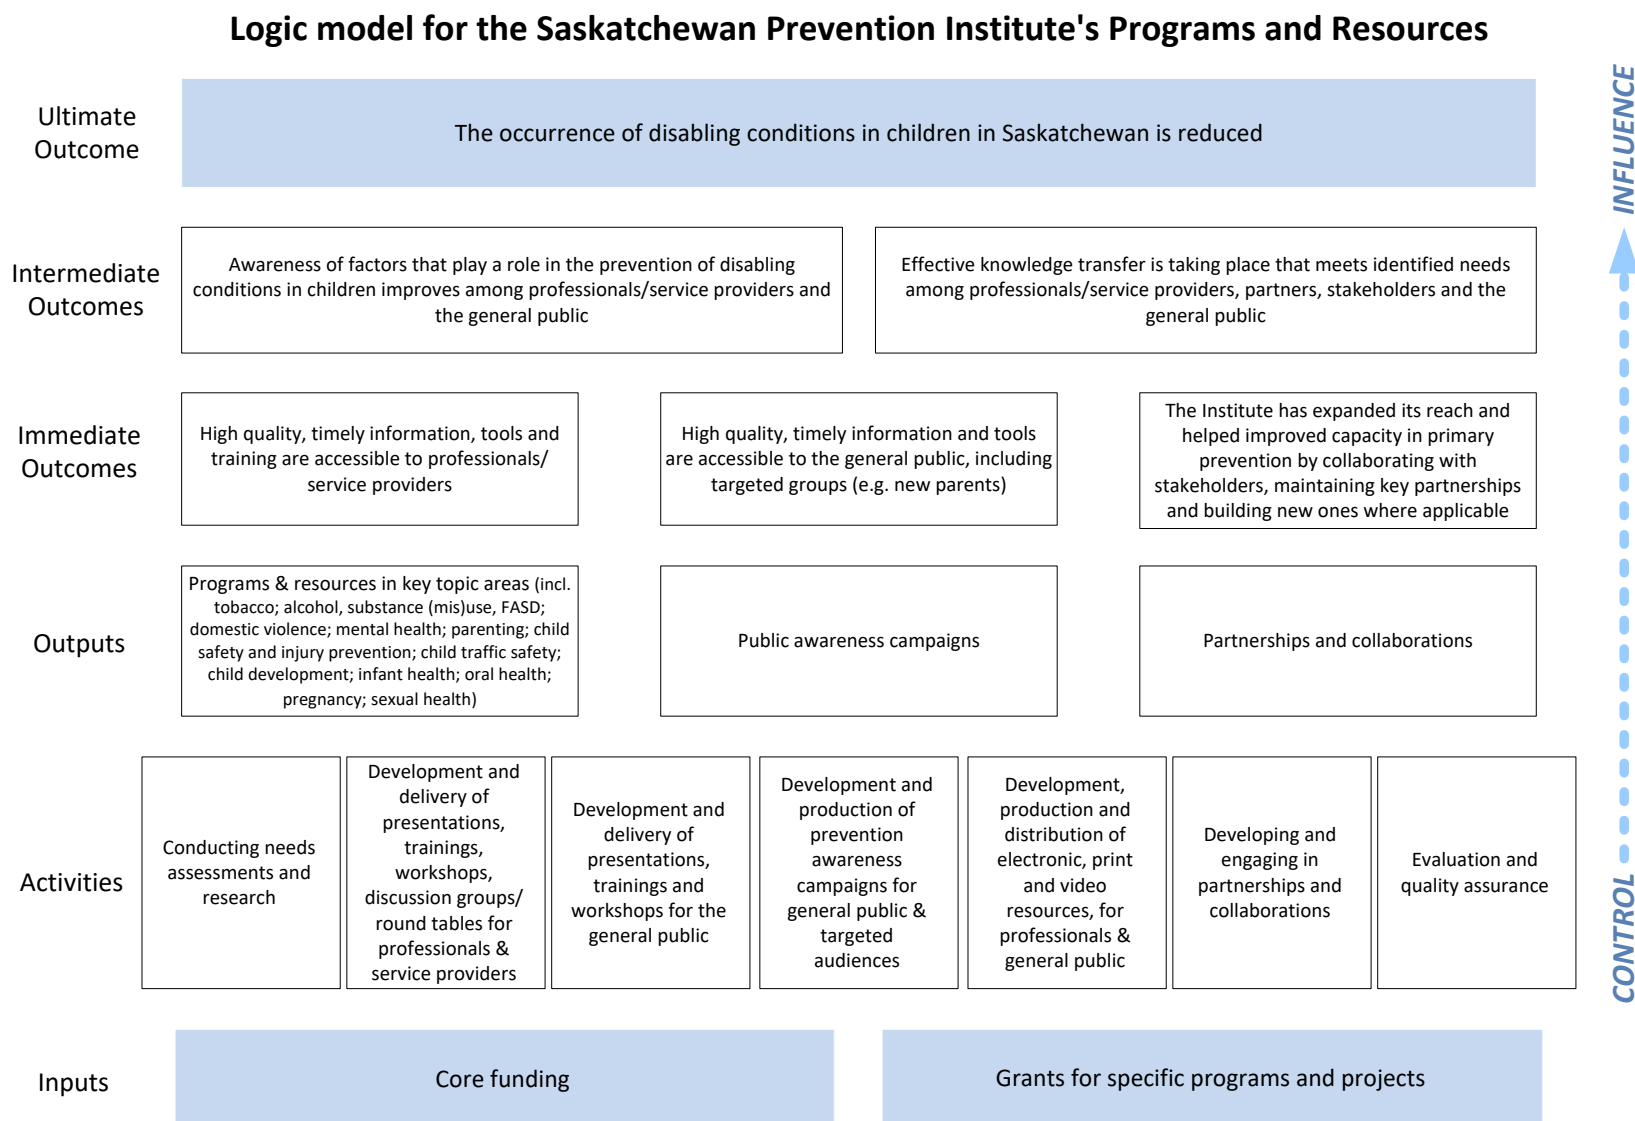 Logic model for the Saskatchewan Prevention Institute's Programs and Resources
Ultimate
Outcome
The occurrence of disabling conditions in children in Saskatchewan is reduced
INFLUENCE
Intermediate
Outcomes
Awareness of factors that play a role in the prevention of disabling
conditions in children improves among professionals/service providers and
the general public
Effective knowledge transfer is taking place that meets identified needs
among professionals/service providers, partners, stakeholders and the
general public
Immediate
Outcomes
High quality, timely information, tools and
training are accessible to professionals/
service providers
High quality, timely information and tools
are accessible to the general public, including
targeted groups (e.g. new parents)
The Institute has expanded its reach and
helped improved capacity in primary
prevention by collaborating with
stakeholders, maintaining key partnerships
and building new ones where applicable
Outputs
Programs & resources in key topic areas (incl.
tobacco; alcohol, substance (mis)use, FASD;
domestic violence; mental health; parenting; child
safety and injury prevention; child traffic safety;
child development; infant health; oral health;
pregnancy; sexual health)
Public awareness campaigns
Partnerships and collaborations
Activities
Conducting needs
assessments and
research
Development and
delivery of
presentations,
trainings,
workshops,
discussion groups/
round tables for
professionals &
service providers
Development and
delivery of
presentations,
trainings and
workshops for the
general public
Development and
production of
prevention
awareness
campaigns for
general public &
targeted
audiences
Development,
production and
distribution of
electronic, print
and video
resources, for
professionals &
general public
Developing and
engaging in
partnerships and
collaborations
Evaluation and
quality assurance
CONTROL
Inputs
Core funding
Grants for specific programs and projects